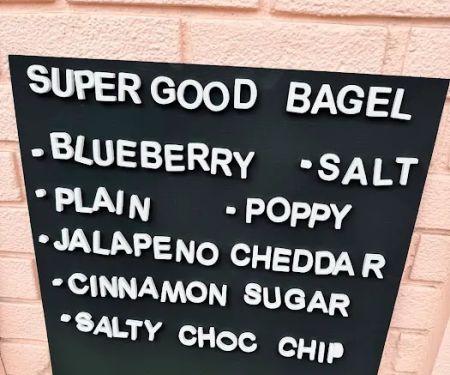 SUPER GOOD BAGEL
-BLUEBERRY -SALT
-PLAIN -POPPY
-JALAPENO CHEDDAR
-CINNAMON SUGAR
-SALTY CHOC CHIP